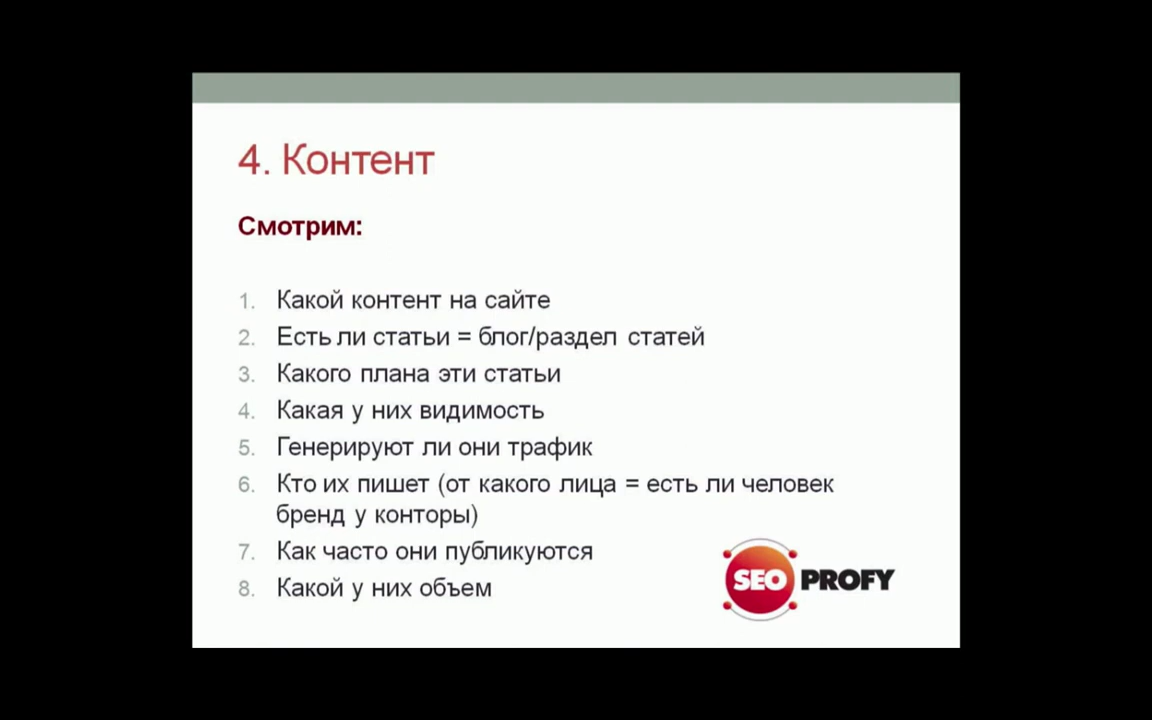 4. Контент
Смотрим:
1. Какой контент на сайте
2. Есть ли статьи = блог/раздел статей
3. Какого плана эти статьи
4. Какая у них видимость
5. Генерируют ли они трафик
6. Кто их пишет (от какого лица = есть ли человек
бренд у конторы)
7. Как часто они публикуются
8. Какой у них объем
SEO PROFY